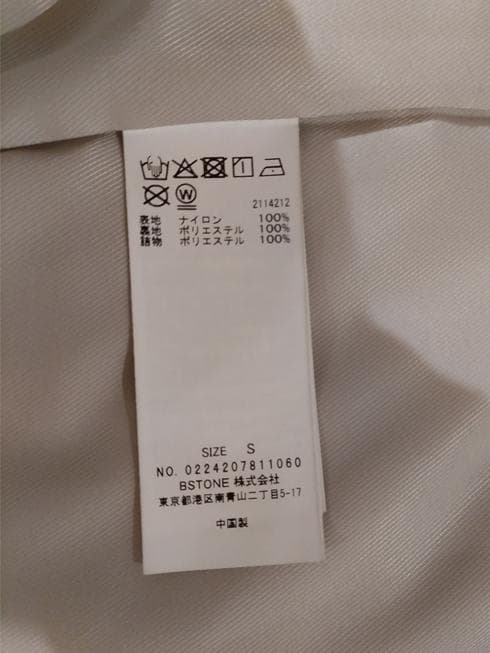 W
2114212
表地 ナイロン 100%
裏地 ポリエステル 100%
詰物 ポリエステル 100%
SIZE S
NO. 0224207811060
BSTONE 株式会社
東京都港区南青山二丁目5-17
中国製